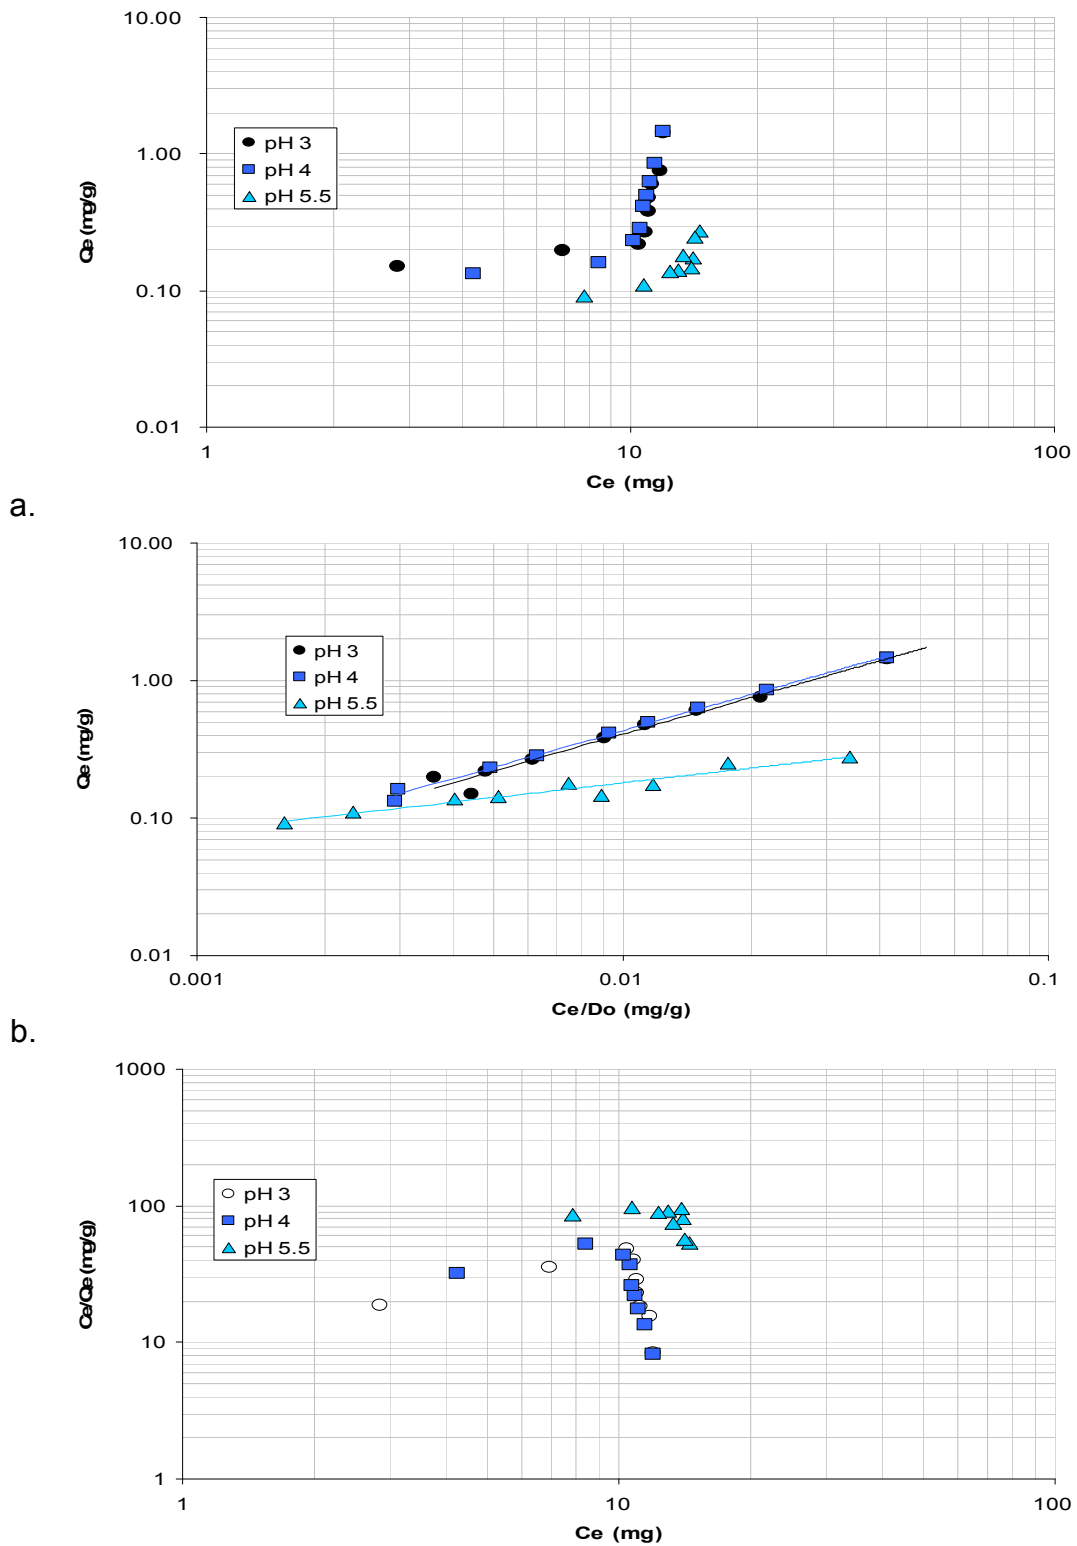 10.00
1.00
0.10
0.01
Qe (mg/g)
pH 3
pH 4
pH 5.5
1
10
100
Ce (mg)
a.
10.00
1.00
0.10
0.01
Qe (mg/g)
pH 3
pH 4
pH 5.5
0.001
0.01
0.1
Ce/Do (mg/g)
b.
1000
100
10
1
Ce/Qe (mg/g)
pH 3
pH 4
pH 5.5
1
10
100
Ce (mg)